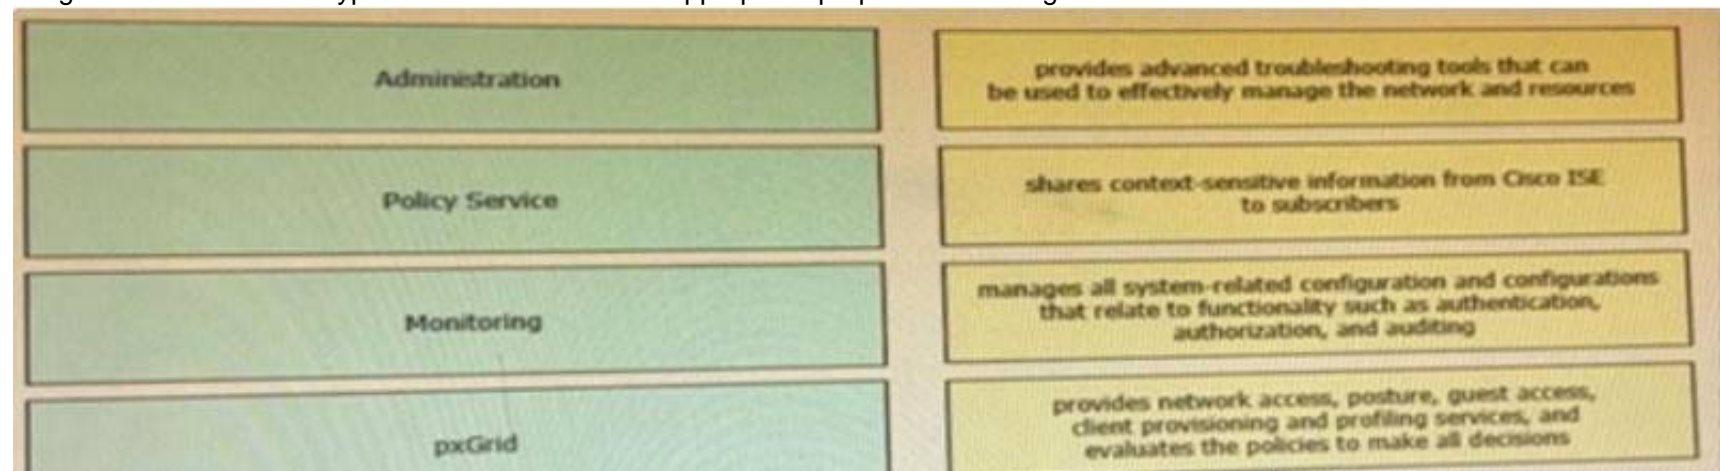 Administration
provides advanced troubleshooting tools that can
be used to effectively manage the network and resources
Policy Service
shares context-sensitive information from Cisco ISE
to subscribers
Monitoring
manages all system-related configuration and configurations
that relate to functionality such as authentication,
authorization, and auditing
pxGrid
provides network access, posture, guest access,
client provisioning and profiling services, and
evaluates the policies to make all decisions